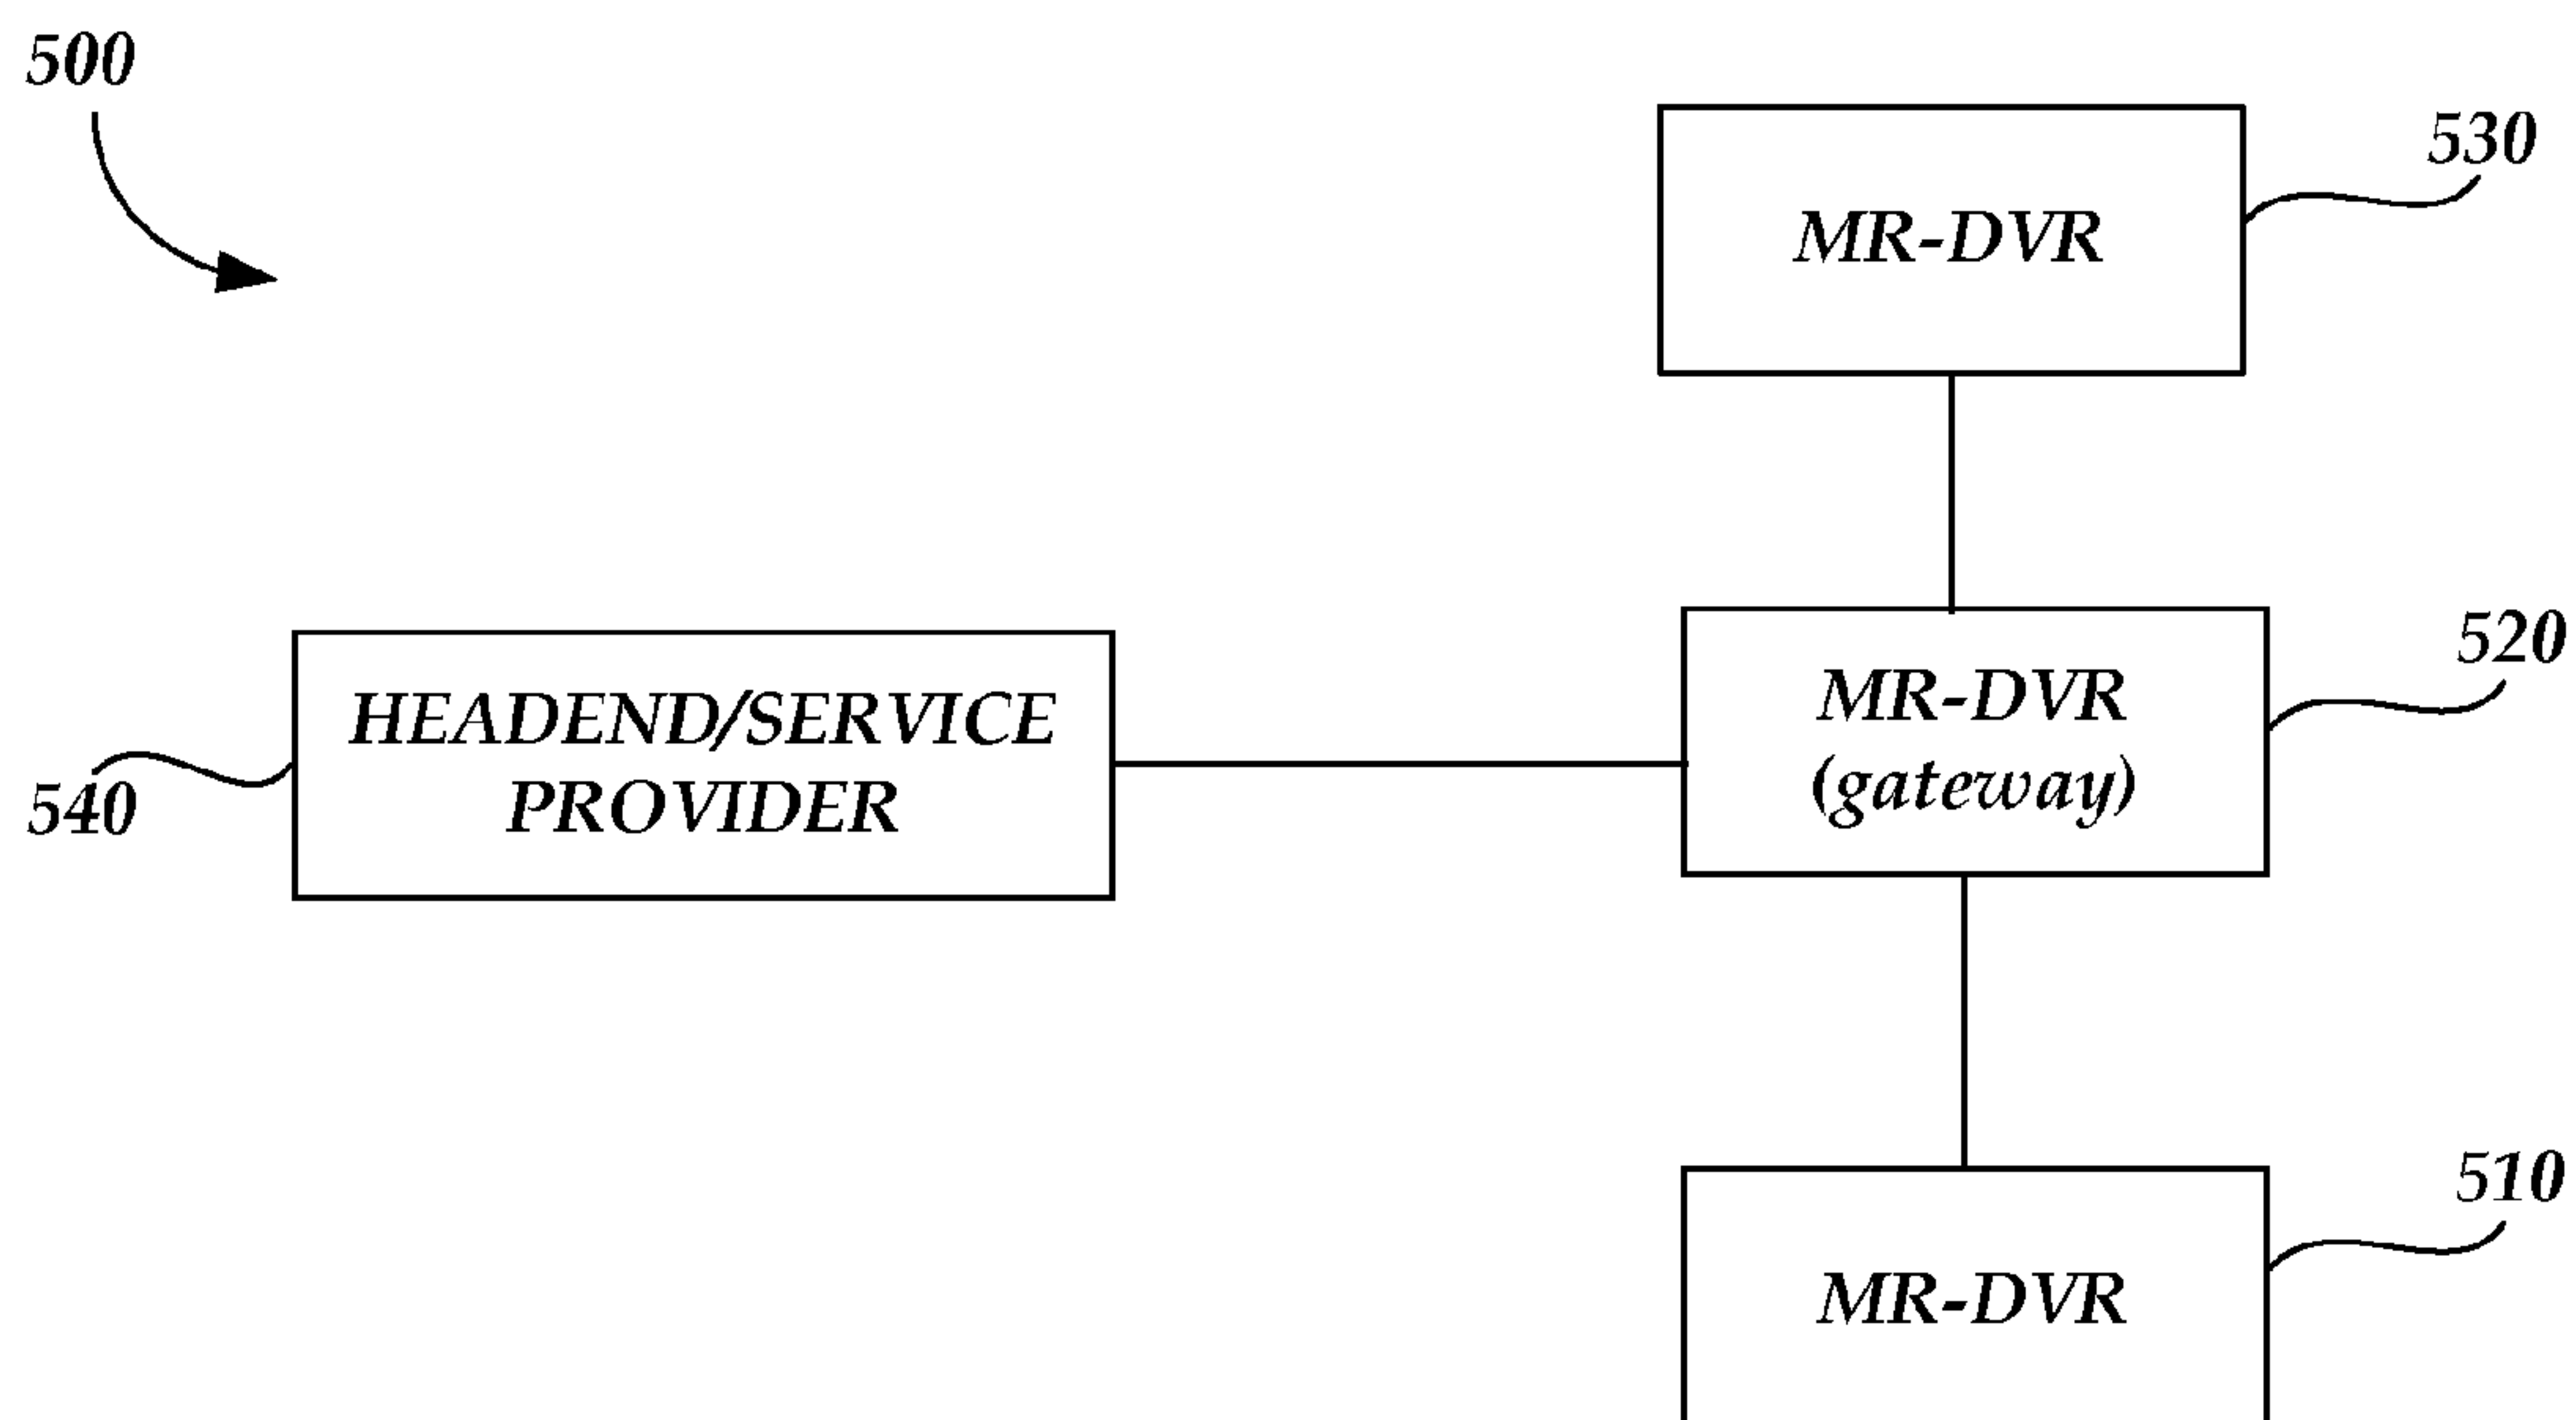 500
530
MR-DVR
520
MR-DVR
(gateway)
HEADEND/SERVICE
PROVIDER
540
510
MR-DVR